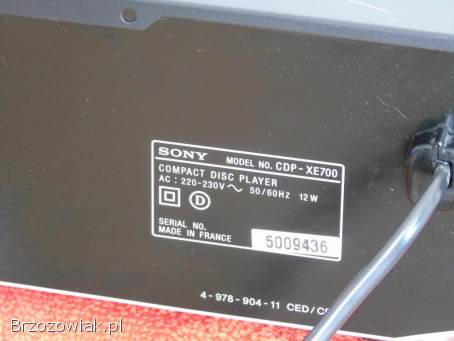 SONY MODEL NO. CDP-XE700
COMPACT DISC PLAYER
AC : 220-230V ~ 50/60Hz 12W
D
SERIAL NO.
MADE IN FRANCE 5009436
4-978-904-11 CED/
Brzozowiak.pl